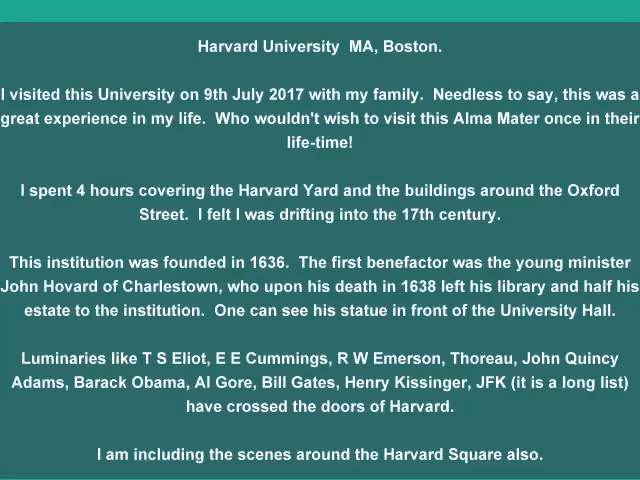 Harvard University  MA, Boston.
I visited this University on 9th July 2017 with my family.  Needless to say, this was a
great experience in my life.  Who wouldn't wish to visit this Alma Mater once in their
life-time!
I spent 4 hours covering the Harvard Yard and the buildings around the Oxford
Street.  I felt I was drifting into the 17th century.
This institution was founded in 1636.  The first benefactor was the young minister
John Hovard of Charlestown, who upon his death in 1638 left his library and half his
estate to the institution.  One can see his statue in front of the University Hall.
Luminaries like T S Eliot, E E Cummings, R W Emerson, Thoreau, John Quincy
Adams, Barack Obama, Al Gore, Bill Gates, Henry Kissinger, JFK (it is a long list)
have crossed the doors of Harvard.
I am including the scenes around the Harvard Square also.